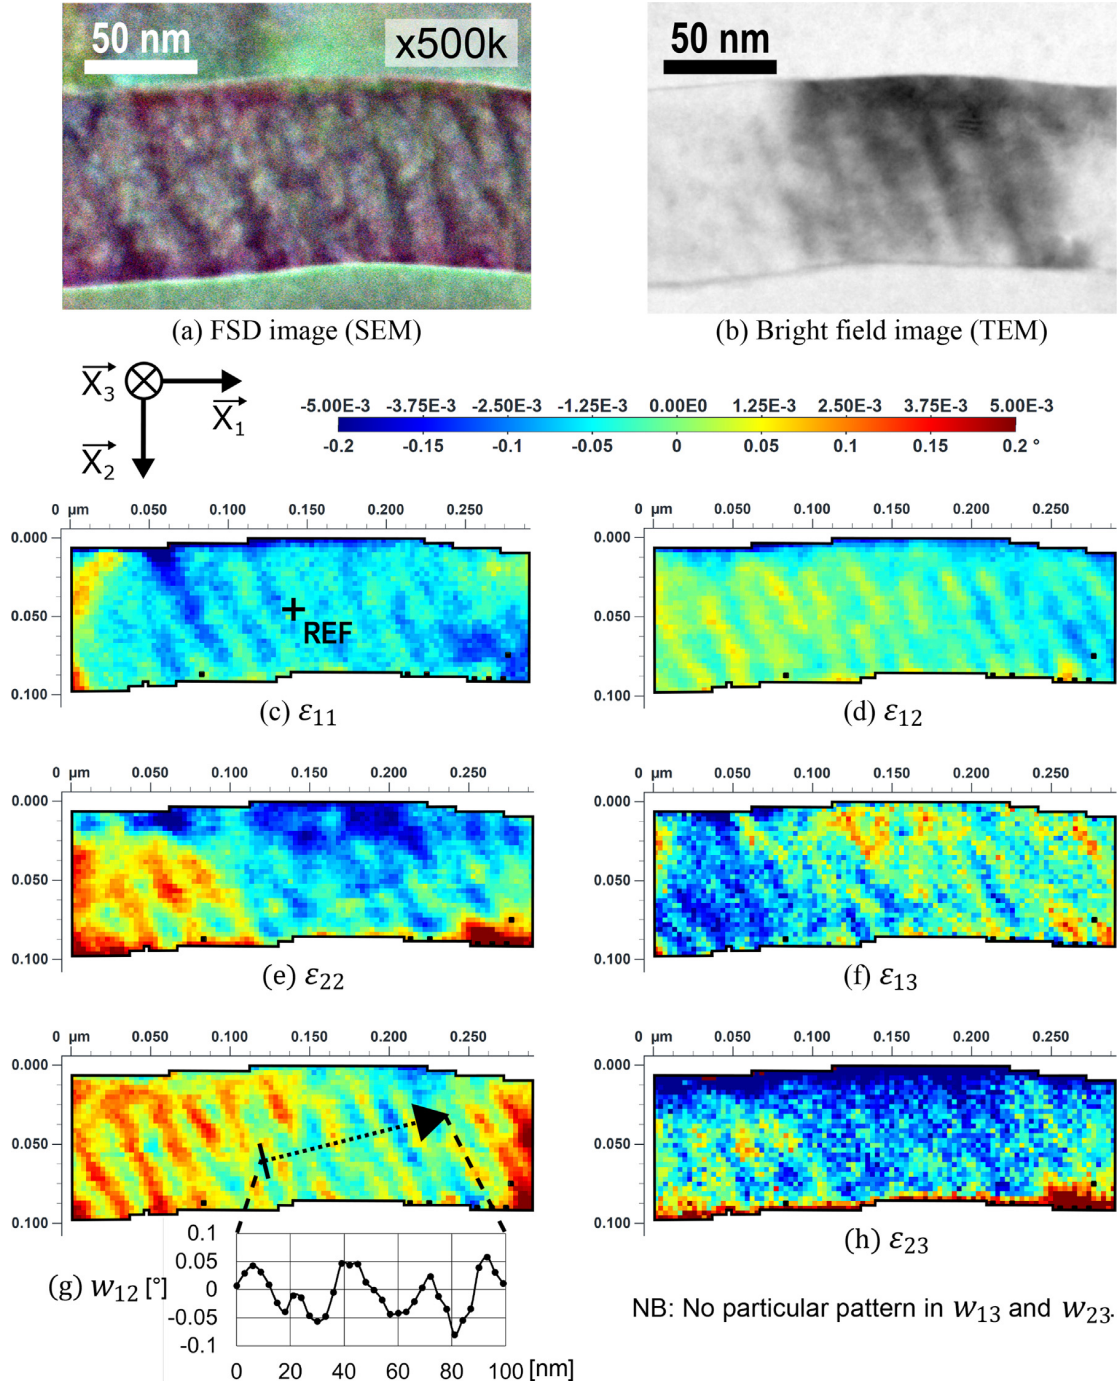 50 nm
x500k
50 nm
(a) FSD image (SEM)
(b) Bright field image (TEM)
X₃
X₁
X₂
-5.00E-3 -3.75E-3 -2.50E-3 -1.25E-3 0.00E0 1.25E-3 2.50E-3 3.75E-3 5.00E-3
-0.2 -0.15 -0.1 -0.05 0 0.05 0.1 0.15 0.2 °
0 μm 0.050 0.100 0.150 0.200 0.250
0.000
0.050
0.100
REF
(c) ε₁₁
0 μm 0.050 0.100 0.150 0.200 0.250
0.000
0.050
0.100
(d) ε₁₂
0 μm 0.050 0.100 0.150 0.200 0.250
0.000
0.050
0.100
(e) ε₂₂
0 μm 0.050 0.100 0.150 0.200 0.250
0.000
0.050
0.100
(f) ε₁₃
0 μm 0.050 0.100 0.150 0.200 0.250
0.000
0.050
0.100
0.1
0.05
0
-0.05
-0.1
(g) w₁₂ [°]
0 20 40 60 80 100 [nm]
0 μm 0.050 0.100 0.150 0.200 0.250
0.000
0.050
0.100
(h) ε₂₃
NB: No particular pattern in w₁₃ and w₂₃.